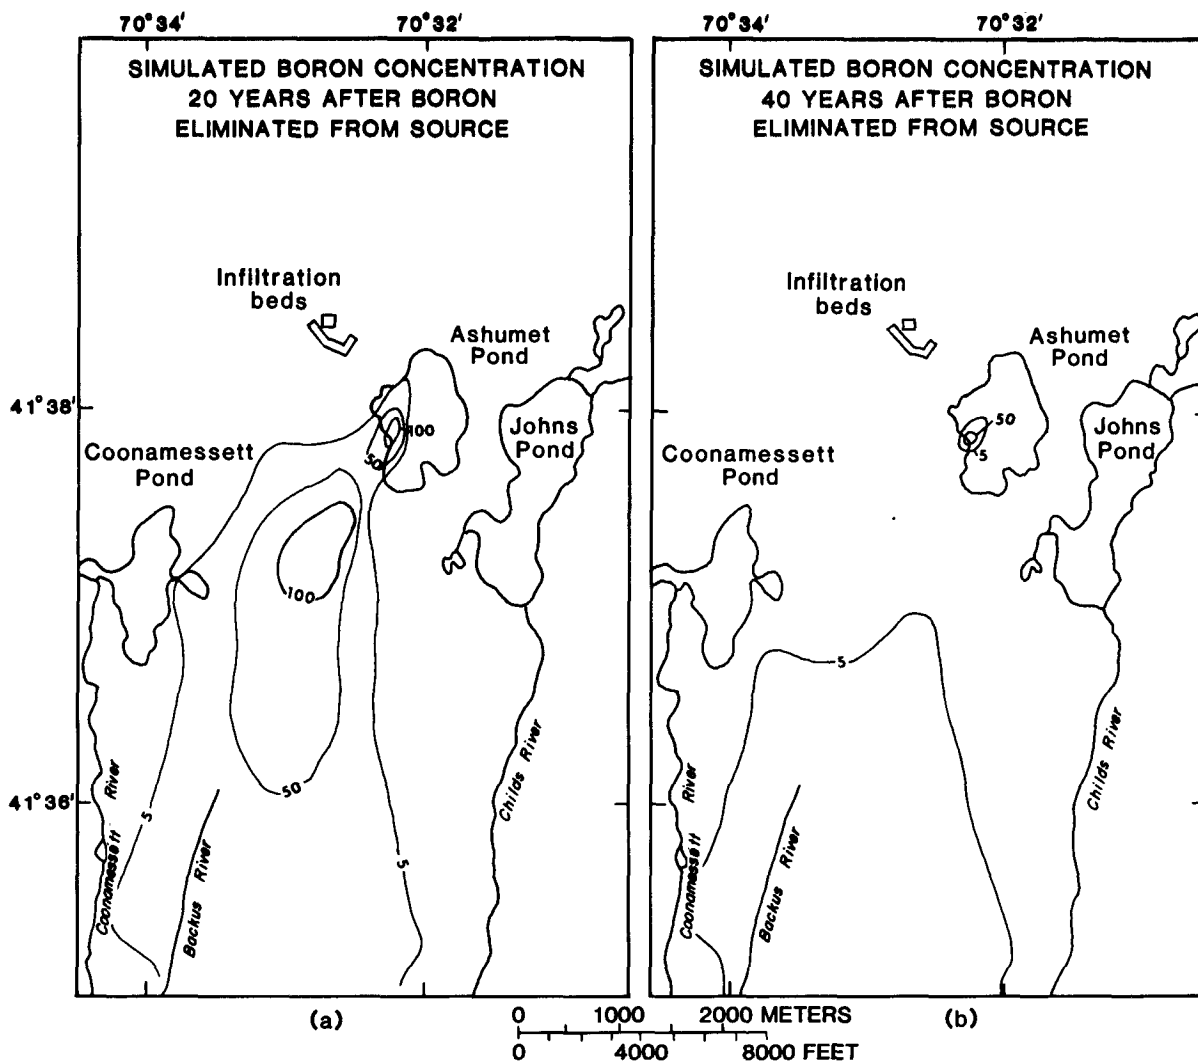 70°34′ 70°32′ 70°34′ 70°32′
SIMULATED BORON CONCENTRATION
20 YEARS AFTER BORON
ELIMINATED FROM SOURCE
SIMULATED BORON CONCENTRATION
40 YEARS AFTER BORON
ELIMINATED FROM SOURCE
Infiltration
beds
Ashumet
Pond
41°38′
100
50
Johns
Pond
Coonamessett
Pond
100
50
41°36′
5
5
Coonamessett River
Backus River
Childs River
Infiltration
beds
Ashumet
Pond
50
5
Johns
Pond
Coonamessett
Pond
5
Coonamessett River
Backus River
Childs River
(a)
(b)
0 1000 2000 METERS
0 4000 8000 FEET